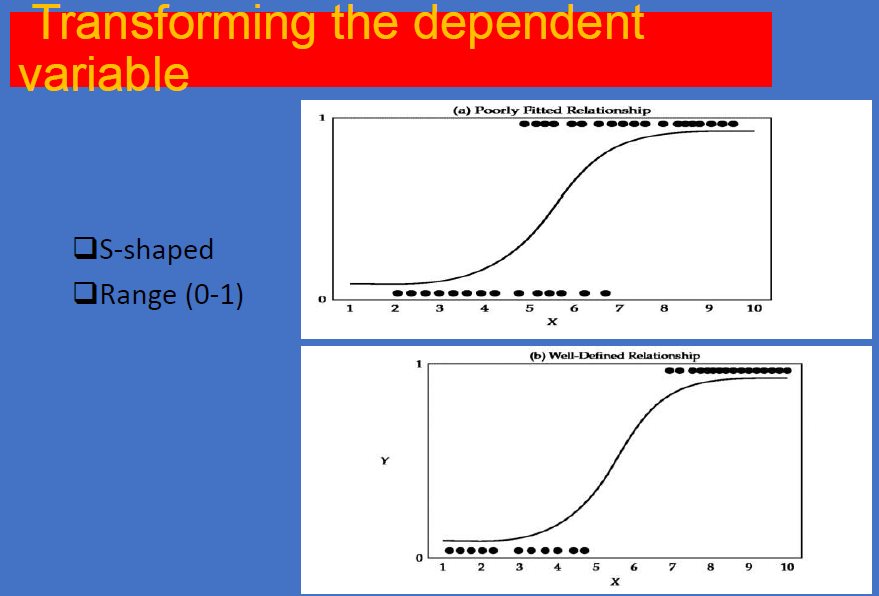 Transforming the dependent
variable
❑S-shaped
❑Range (0-1)
(a) Poorly Fitted Relationship
1
0
1 2 3 4 5 6 7 8 9 10
X
(b) Well-Defined Relationship
1
Y
0
1 2 3 4 5 6 7 8 9 10
X